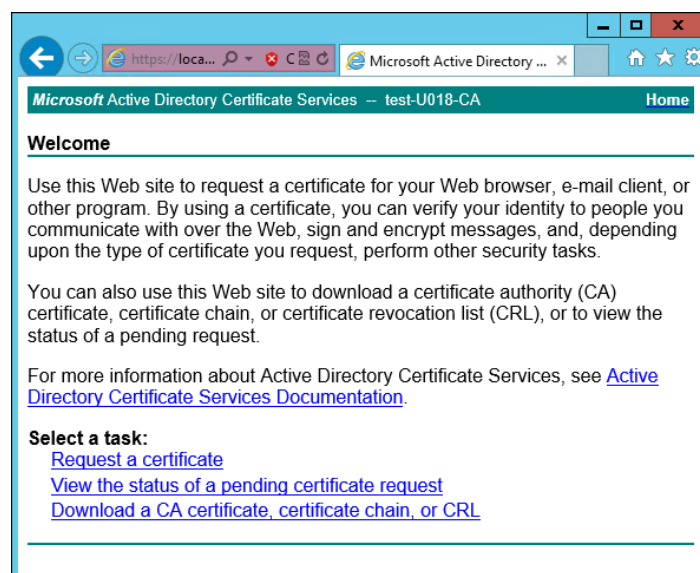 https://loca...
Microsoft Active Directory ...
Microsoft Active Directory Certificate Services -- test-U018-CA Home
Welcome
Use this Web site to request a certificate for your Web browser, e-mail client, or
other program. By using a certificate, you can verify your identity to people you
communicate with over the Web, sign and encrypt messages, and, depending
upon the type of certificate you request, perform other security tasks.
You can also use this Web site to download a certificate authority (CA)
certificate, certificate chain, or certificate revocation list (CRL), or to view the
status of a pending request.
For more information about Active Directory Certificate Services, see Active
Directory Certificate Services Documentation.
Select a task:
Request a certificate
View the status of a pending certificate request
Download a CA certificate, certificate chain, or CRL